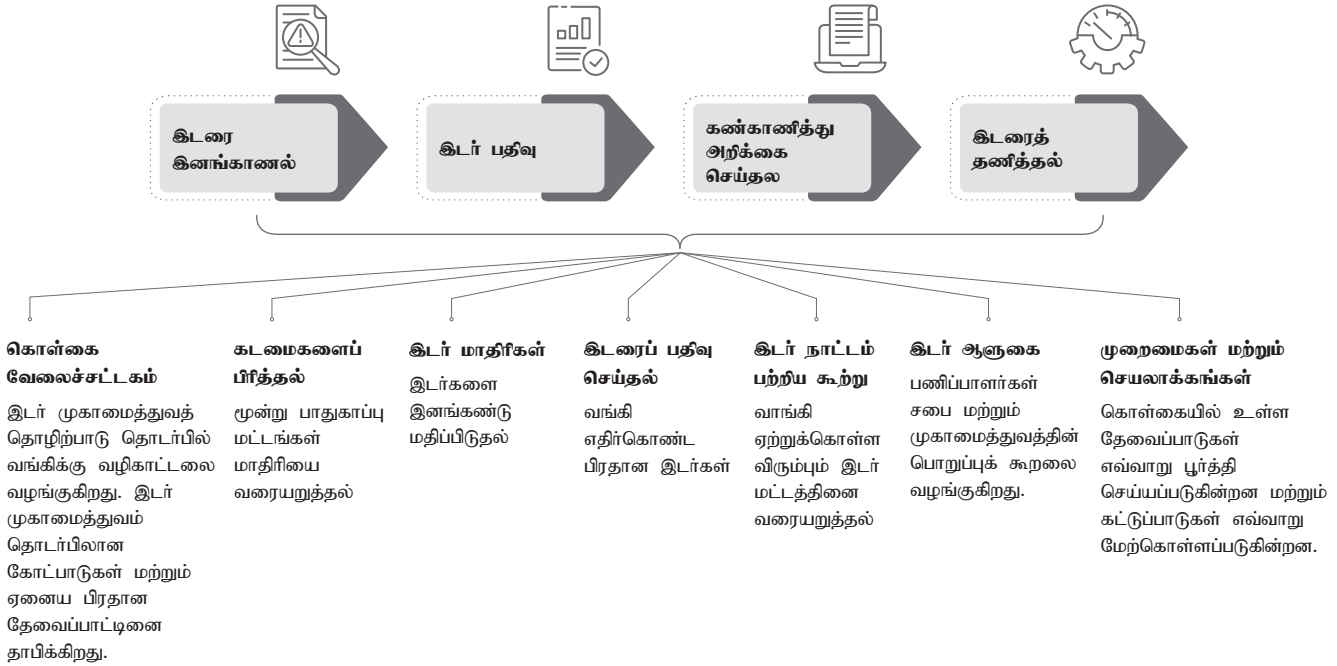 இடரை
இனங்காணல்
இடர் பதிவு
கண்காணித்து
அறிக்கை
செய்தல
இடரைத்
தணித்தல்
கொள்கை
வேலைச்சட்டகம்
இடர் முகாமைத்துவத்
தொழிற்பாடு தொடர்பில்
வங்கிக்கு வழிகாட்டலை
வழங்குகிறது. இடர்
முகாமைத்துவம்
தொடர்பிலான
கோட்பாடுகள் மற்றும்
ஏனைய பிரதான
தேவைப்பாட்டினை
தாபிக்கிறது.
கடமைகளைப்
பிரித்தல்
மூன்று பாதுகாப்பு
மட்டங்கள்
மாதிரியை
வரையறுத்தல்
இடர் மாதிரிகள்
இடர்களை
இனங்கண்டு
மதிப்பிடுதல்
இடரைப் பதிவு
செய்தல்
வங்கி
எதிர்கொண்ட
பிரதான இடர்கள்
இடர் நாட்டம்
பற்றிய கூற்று
வாங்கி
ஏற்றுக்கொள்ள
விரும்பும் இடர்
மட்டத்தினை
வரையறுத்தல்
இடர் ஆளுகை
பணிப்பாளர்கள்
சபை மற்றும்
முகாமைத்துவத்தின்
பொறுப்புக் கூறலை
வழங்குகிறது.
முறைமைகள் மற்றும்
செயலாக்கங்கள்
கொள்கையில் உள்ள
தேவைப்பாடுகள்
எவ்வாறு பூர்த்தி
செய்யப்படுகின்றன மற்றும்
கட்டுப்பாடுகள் எவ்வாறு
மேற்கொள்ளப்படுகின்றன.